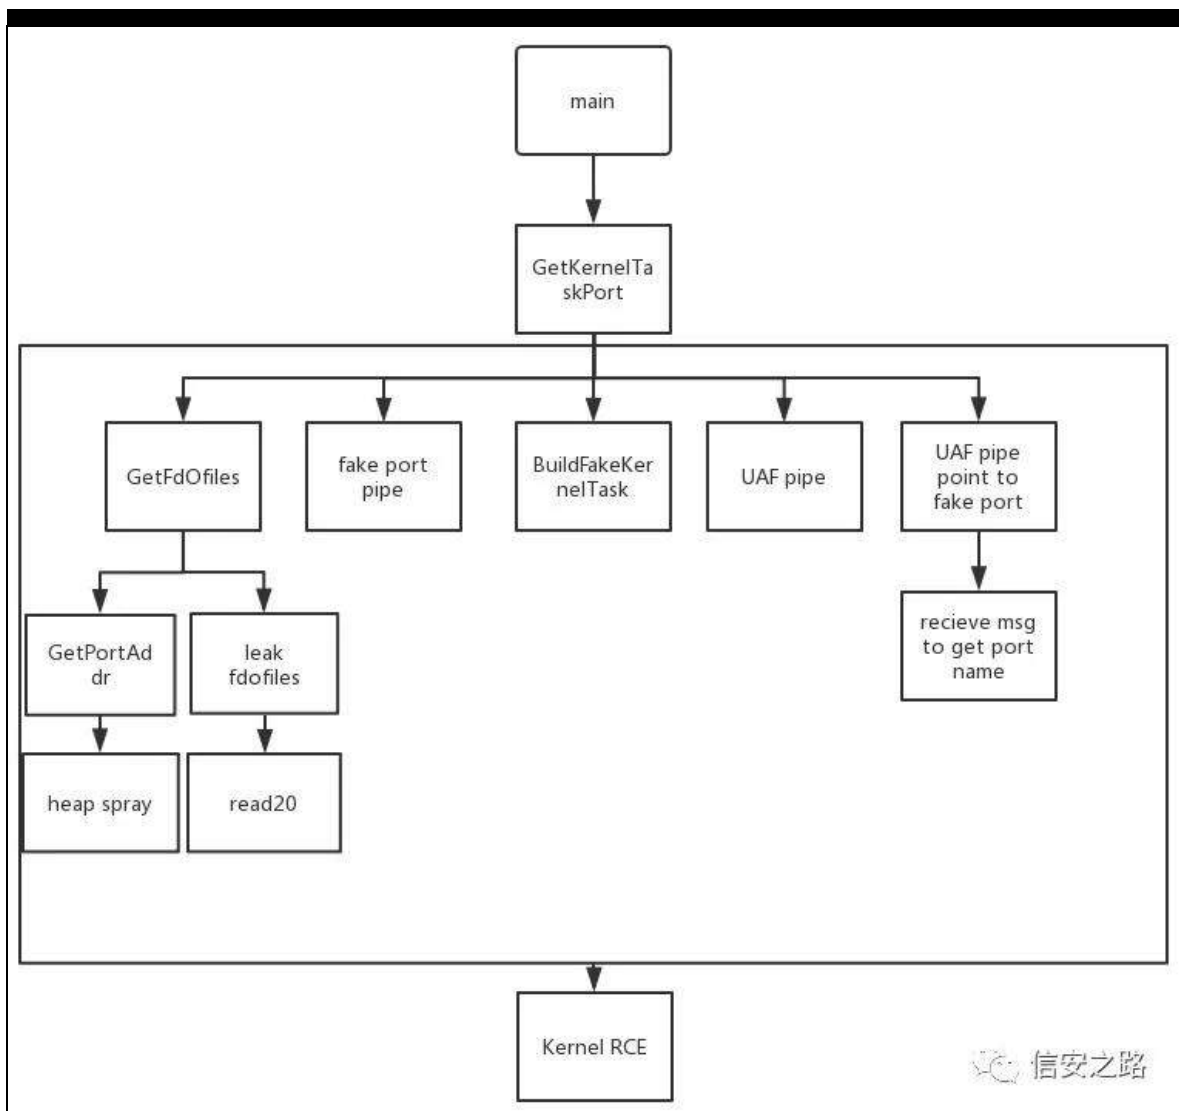 main
GetKernelTa
skPort
GetFdOfiles
fake port
pipe
BuildFakeKer
nelTask
UAF pipe
UAF pipe
point to
fake port
GetPortAd
dr
leak
fdofiles
recieve msg
to get port
name
heap spray
read20
Kernel RCE
信安之路